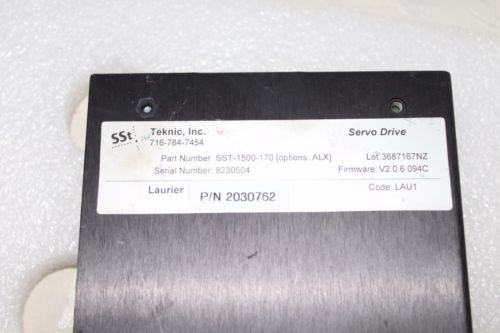 SSt Teknic, Inc. Servo Drive
716-784-7454
Part Number: SST-1500-170 [options: ALX] Lot:3687167NZ
Serial Number: 8230504 Firmware: V2.0.6 094C
Laurier P/N 2030762 Code: LAU1